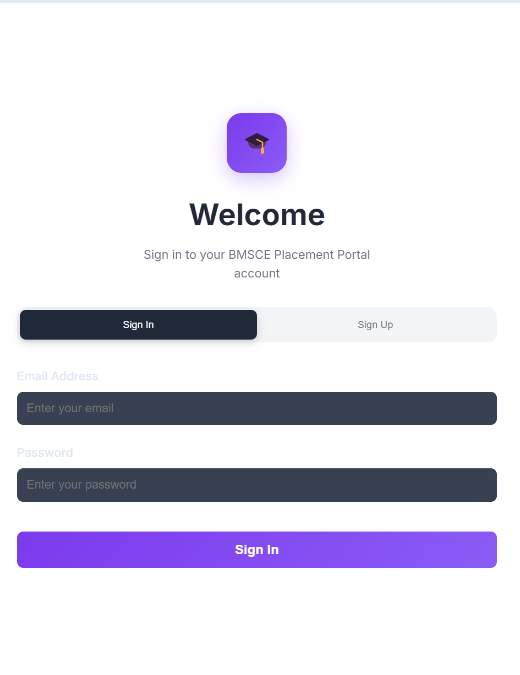 Welcome
Sign in to your BMSCE Placement Portal
account
Sign In
Sign Up
Email Address
Enter your email
Password
Enter your password
Sign In